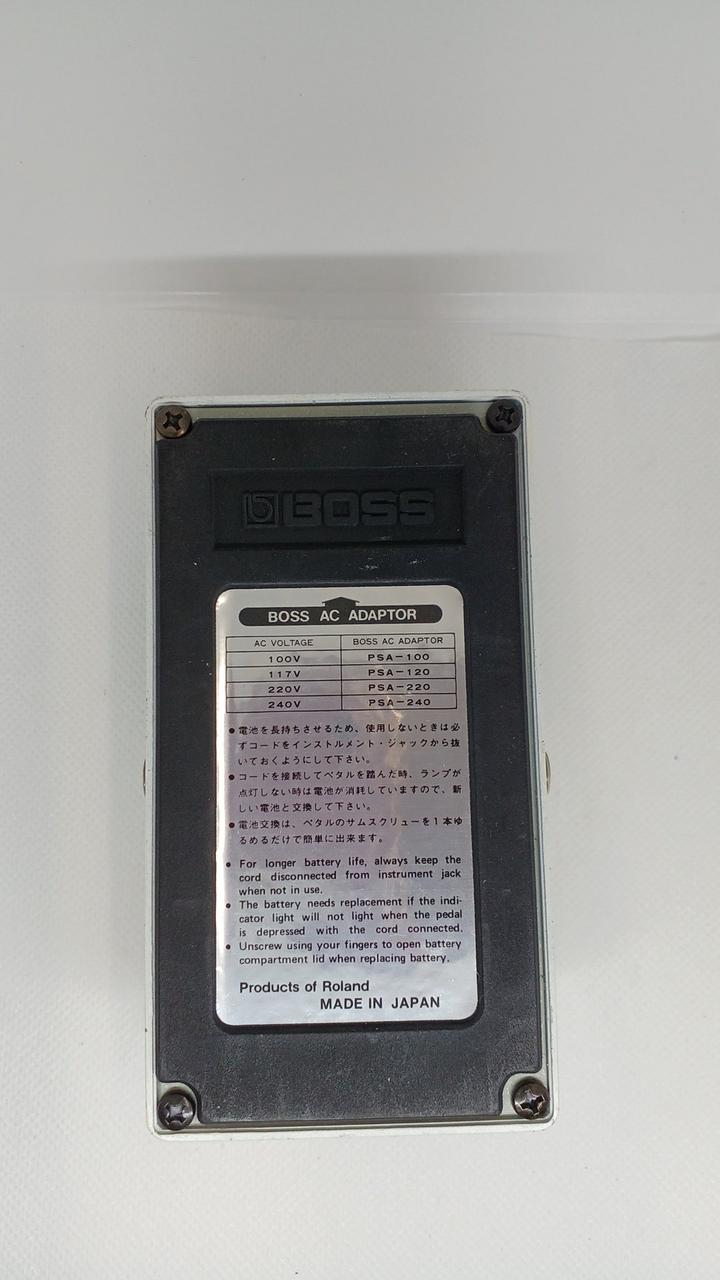 BOSS
BOSS AC ADAPTOR
AC VOLTAGE BOSS AC ADAPTOR
100V PSA-100
117V PSA-120
220V PSA-220
240V PSA-240
●電池を長持ちさせるため、使用しないときは必
ずコードをインストルメント・ジャックから抜
いておくようにして下さい。
●コードを接続してペタルを踏んだ時、ランプが
点灯しない時は電池が消耗していますので、新
しい電池と交換して下さい。
●電池交換は、ペタルのサムスクリューを1本ゆ
るめるだけで簡単に出来ます。
● For longer battery life, always keep the
cord disconnected from instrument jack
when not in use.
● The battery needs replacement if the indi-
cator light will not light when the pedal
is depressed with the cord connected.
● Unscrew using your fingers to open battery
compartment lid when replacing battery.
Products of Roland
MADE IN JAPAN